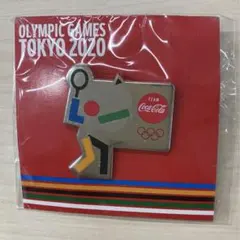 OLYMPIC GAMES
TOKYO 2020
TEAM
Coca-Cola